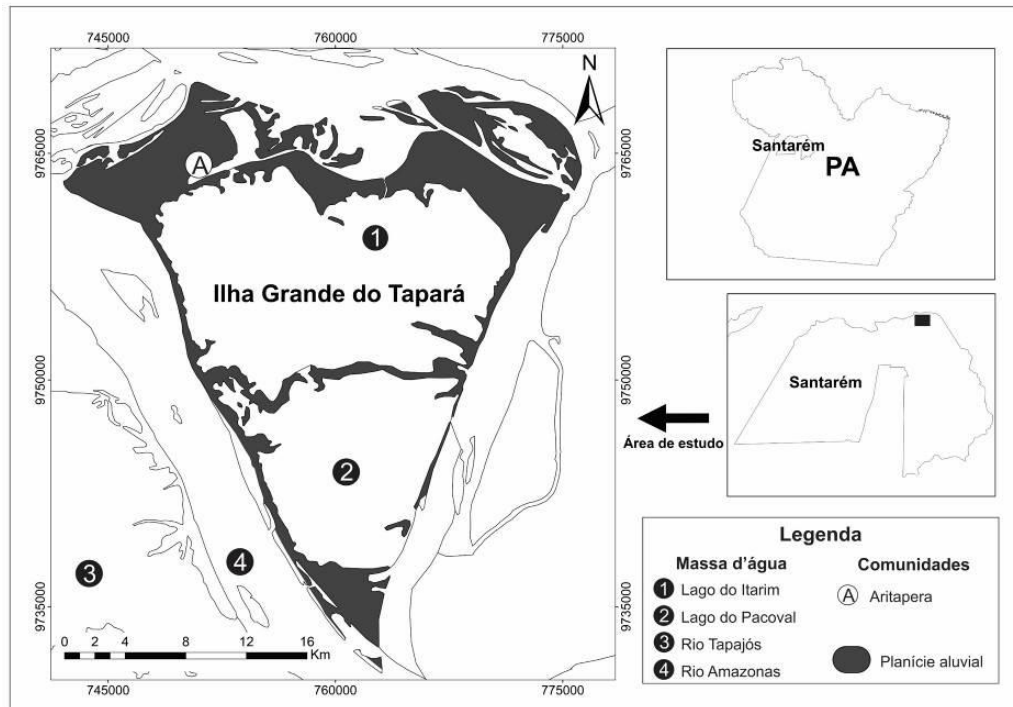 745000
760000
775000
N
9765000
9765000
A
1
Ilha Grande do Tapará
9750000
9750000
2
3
4
9735000
9735000
0 2 4 8 12 16
Km
745000
760000
775000
Santarém
PA
Santarém
Área de estudo
Legenda
Massa d'água
1 Lago do Itarim
2 Lago do Pacoval
3 Rio Tapajós
4 Rio Amazonas
Comunidades
A Aritapera
Planície aluvial